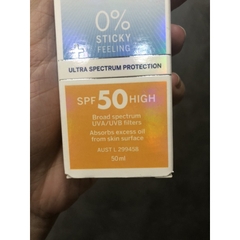 0%
STICKY
FEELING
ULTRA SPECTRUM PROTECTION
SPF 50 HIGH
Broad spectrum
UVA/UVB filters
Absorbs excess oil
from skin surface
AUST L 299456
50ml